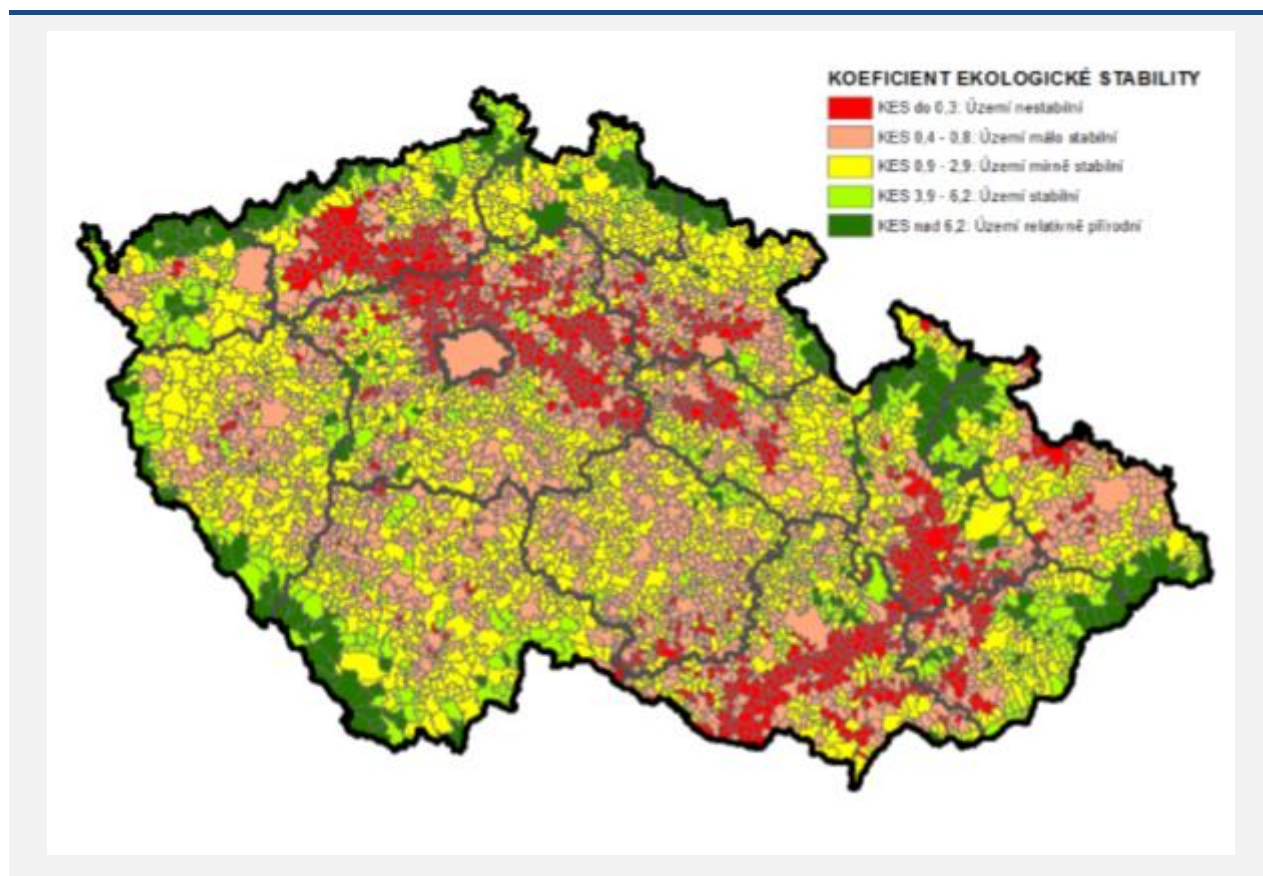 KOEFICIENT EKOLOGICKÉ STABILITY
KES do 0,3: Území nestabilní
KES 0,4 - 0,8: Území málo stabilní
KES 0,9 - 2,9: Území mírně stabilní
KES 3,9 - 6,2: Území stabilní
KES nad 6,2: Území relativně přírodní